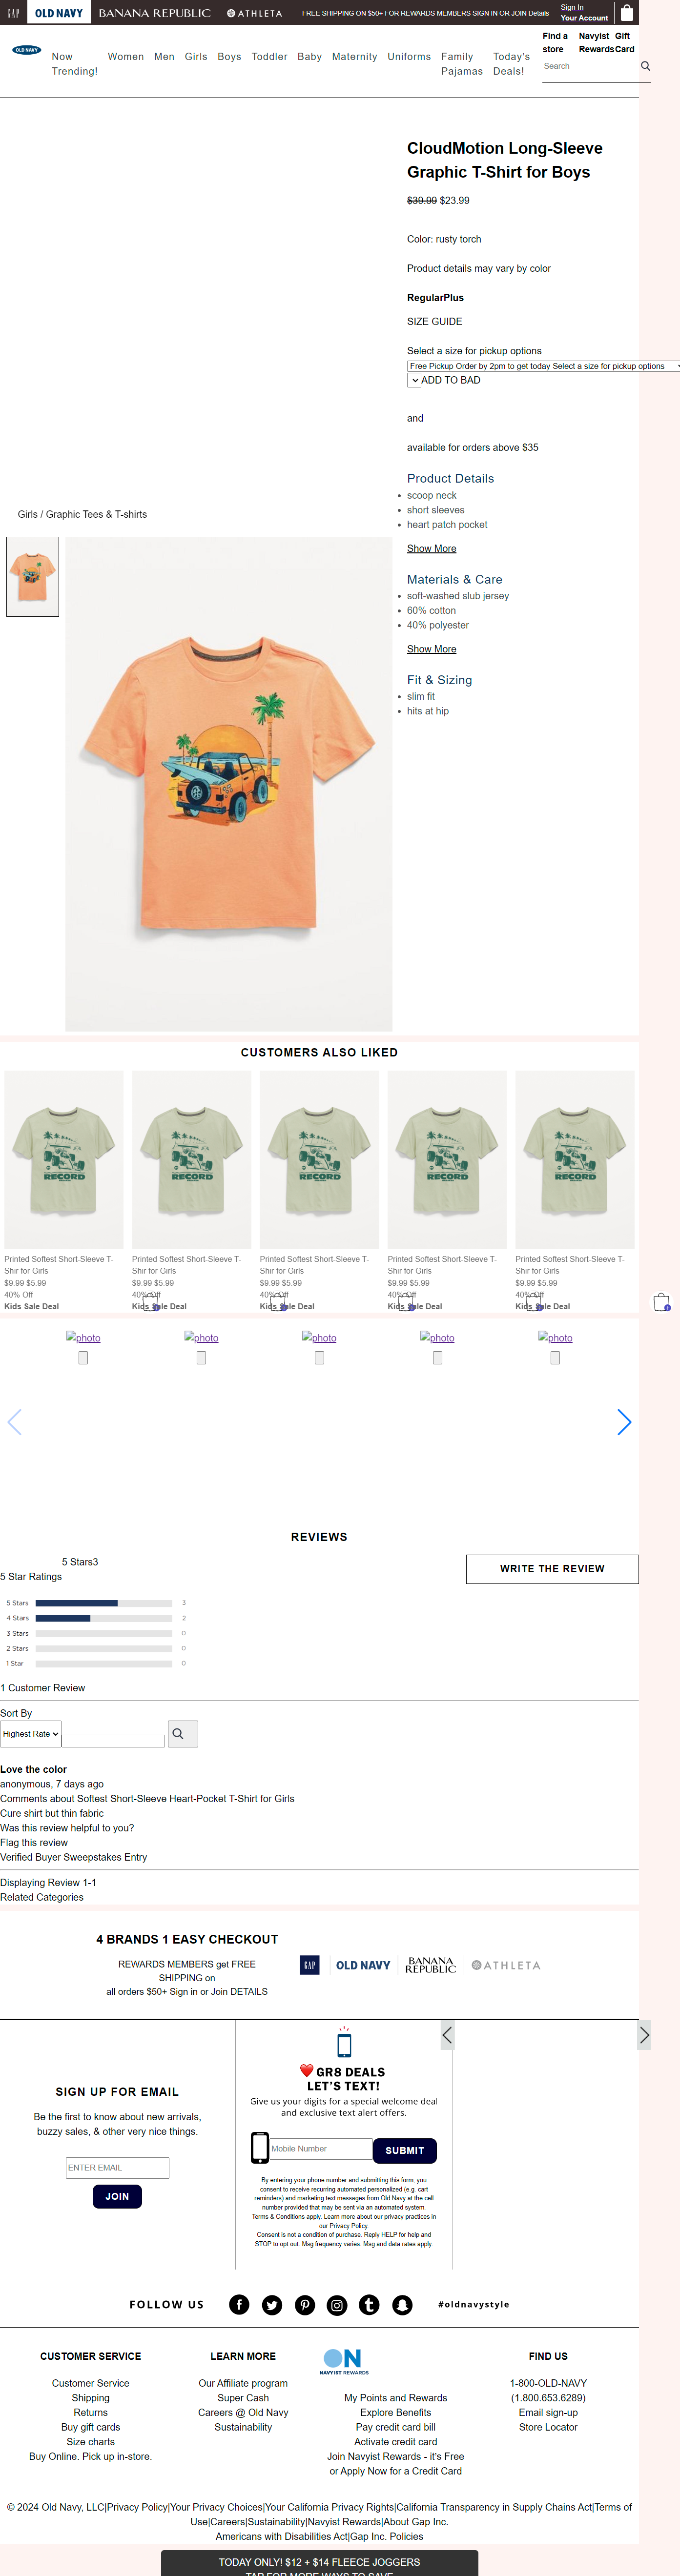 GAP OLD NAVY BANANA REPUBLIC ATHLETA FREE SHIPPING ON $50+ FOR REWARDS MEMBERS SIGN IN OR JOIN Details Sign In
Your Account
OLD NAVY
Now Trending! Women Men Girls Boys Toddler Baby Maternity Uniforms Family Pajamas Today's Deals!
Find a store Navyist Rewards Gift Card
Search
CloudMotion Long-Sleeve
Graphic T-Shirt for Boys
$39.99 $23.99
Color: rusty torch
Product details may vary by color
RegularPlus
SIZE GUIDE
Select a size for pickup options
Free Pickup Order by 2pm to get today Select a size for pickup options
ADD TO BAD
and
available for orders above $35
Product Details
scoop neck
short sleeves
heart patch pocket
Show More
Materials & Care
soft-washed slub jersey
60% cotton
40% polyester
Show More
Fit & Sizing
slim fit
hits at hip
Girls / Graphic Tees & T-shirts
CUSTOMERS ALSO LIKED
RECORD RECORD RECORD RECORD RECORD
Printed Softest Short-Sleeve T- Printed Softest Short-Sleeve T- Printed Softest Short-Sleeve T- Printed Softest Short-Sleeve T- Printed Softest Short-Sleeve T-
Shir for Girls Shir for Girls Shir for Girls Shir for Girls Shir for Girls
$9.99 $5.99 $9.99 $5.99 $9.99 $5.99 $9.99 $5.99 $9.99 $5.99
40% Off 40% Off 40% Off 40% Off 40% Off
Kids Sale Deal Kids Sale Deal Kids Sale Deal Kids Sale Deal Kids Sale Deal
photo photo photo photo photo
REVIEWS
5 Stars3
5 Star Ratings
WRITE THE REVIEW
5 Stars 3
4 Stars 2
3 Stars 0
2 Stars 0
1 Star 0
1 Customer Review
Sort By
Highest Rate
Love the color
anonymous, 7 days ago
Comments about Softest Short-Sleeve Heart-Pocket T-Shirt for Girls
Cure shirt but thin fabric
Was this review helpful to you?
Flag this review
Verified Buyer Sweepstakes Entry
Displaying Review 1-1
Related Categories
4 BRANDS 1 EASY CHECKOUT
REWARDS MEMBERS get FREE
SHIPPING on
all orders $50+ Sign in or Join DETAILS
GAP OLD NAVY BANANA REPUBLIC ATHLETA
SIGN UP FOR EMAIL
Be the first to know about new arrivals,
buzzy sales, & other very nice things.
ENTER EMAIL
JOIN
GR8 DEALS
LET'S TEXT!
Give us your digits for a special welcome deal
and exclusive text alert offers.
Mobile Number SUBMIT
By entering your phone number and submitting this form, you
consent to receive recurring automated personalized (e.g. cart
reminders) and marketing text messages from Old Navy at the cell
number provided that may be sent via an automated system.
Terms & Conditions apply. Learn more about our privacy practices in
our Privacy Policy.
Consent is not a condition of purchase. Reply HELP for help and
STOP to opt out. Msg frequency varies. Msg and data rates apply.
FOLLOW US #oldnavystyle
CUSTOMER SERVICE
Customer Service
Shipping
Returns
Buy gift cards
Size charts
Buy Online. Pick up in-store.
LEARN MORE
Our Affiliate program
Super Cash
Careers @ Old Navy
Sustainability
ON
NAVYIST REWARDS
My Points and Rewards
Explore Benefits
Pay credit card bill
Activate credit card
Join Navyist Rewards - it's Free
or Apply Now for a Credit Card
FIND US
1-800-OLD-NAVY
(1.800.653.6289)
Email sign-up
Store Locator
© 2024 Old Navy, LLC|Privacy Policy|Your Privacy Choices|Your California Privacy Rights|California Transparency in Supply Chains Act|Terms of
Use|Careers|Sustainability|Navyist Rewards|About Gap Inc.
Americans with Disabilities Act|Gap Inc. Policies
TODAY ONLY! $12 + $14 FLEECE JOGGERS
TAP FOR MORE WAYS TO SAVE